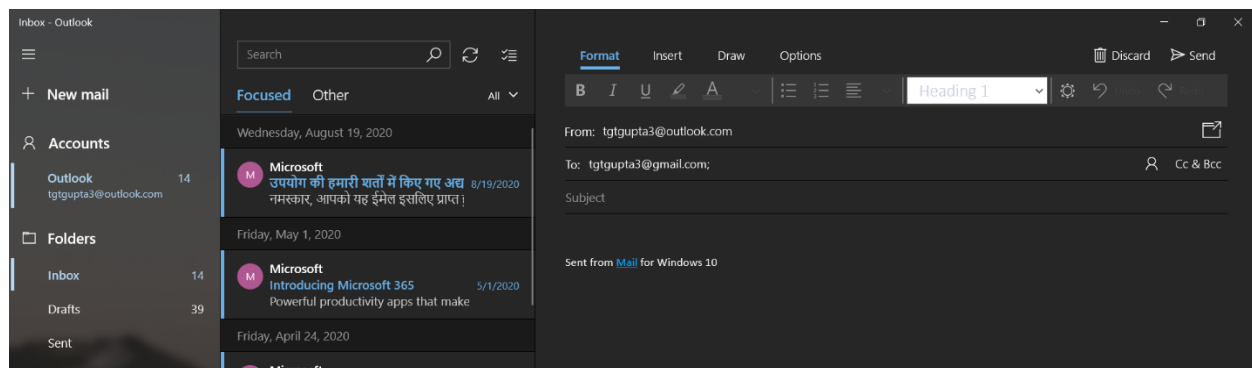 Inbox - Outlook
New mail
Accounts
Outlook 14
tgtgupta3@outlook.com
Folders
Inbox 14
Drafts 39
Sent
Search
Focused Other All
Wednesday, August 19, 2020
M
Microsoft
उपयोग की हमारी शर्तों में किए गए अद्य 8/19/2020
नमस्कार, आपको यह ईमेल इसलिए प्राप्त
Friday, May 1, 2020
M
Microsoft
Introducing Microsoft 365 5/1/2020
Powerful productivity apps that make
Friday, April 24, 2020
Format Insert Draw Options Discard Send
B I U A Heading 1 Undo Redo
From: tgtgupta3@outlook.com
To: tgtgupta3@gmail.com; Cc & Bcc
Subject
Sent from Mail for Windows 10